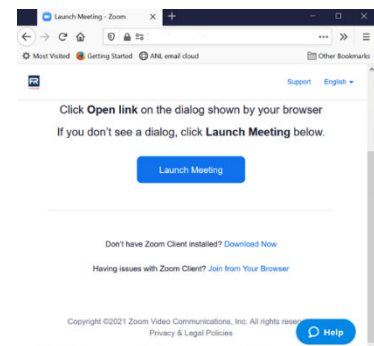 Launch Meeting - Zoom
Most Visited Getting Started ANL email cloud Other Bookmarks
FR Support English
Click Open link on the dialog shown by your browser
If you don't see a dialog, click Launch Meeting below.
Launch Meeting
Don't have Zoom Client installed? Download Now
Having issues with Zoom Client? Join from Your Browser
Copyright ©2021 Zoom Video Communications, Inc. All rights reser
Privacy & Legal Policies
Help